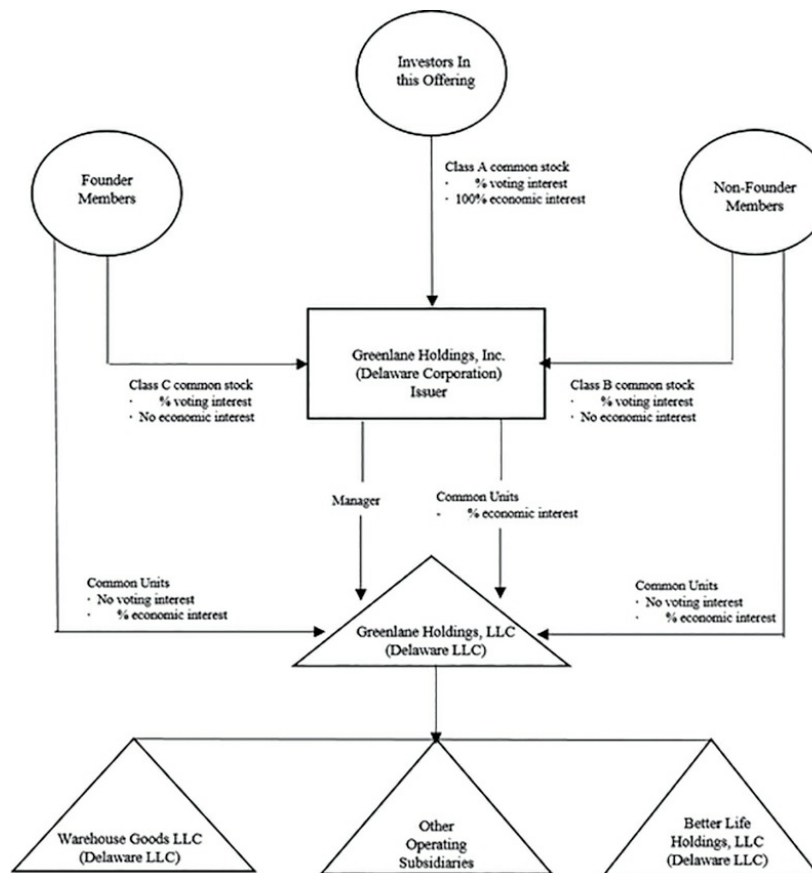 Investors In
this Offering
Founder
Members
Class A common stock
· % voting interest
· 100% economic interest
Non-Founder
Members
Greenlane Holdings, Inc.
(Delaware Corporation)
Issuer
Class C common stock
· % voting interest
· No economic interest
Class B common stock
· % voting interest
· No economic interest
Manager
Common Units
· % economic interest
Common Units
· No voting interest
· % economic interest
Common Units
· No voting interest
· % economic interest
Greenlane Holdings, LLC
(Delaware LLC)
Warehouse Goods LLC
(Delaware LLC)
Other
Operating
Subsidiaries
Better Life
Holdings, LLC
(Delaware LLC)